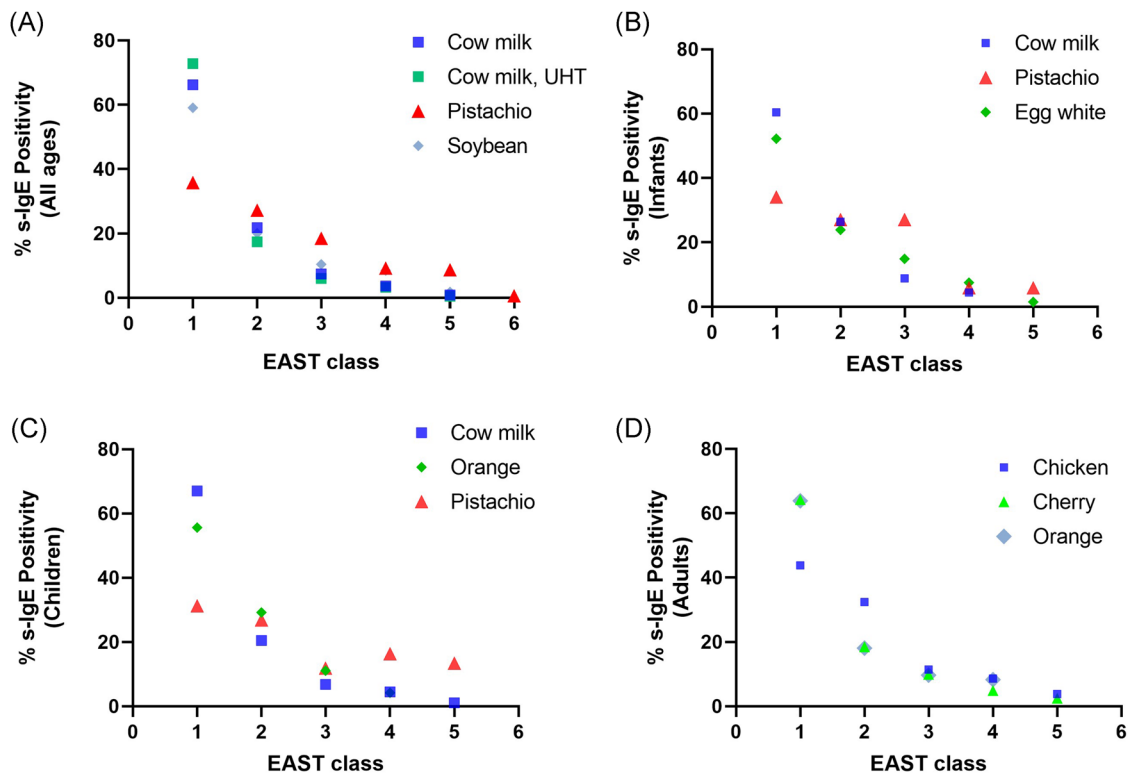 (A)
80
60
40
20
0
% s-IgE Positivity
(All ages)
0 1 2 3 4 5 6
EAST class
Cow milk
Cow milk, UHT
Pistachio
Soybean
(B)
80
60
40
20
0
% s-IgE Positivity
(Infants)
0 1 2 3 4 5 6
EAST class
Cow milk
Pistachio
Egg white
(C)
80
60
40
20
0
% s-IgE Positivity
(Children)
0 1 2 3 4 5 6
EAST class
Cow milk
Orange
Pistachio
(D)
80
60
40
20
0
% s-IgE Positivity
(Adults)
0 1 2 3 4 5 6
EAST class
Chicken
Cherry
Orange